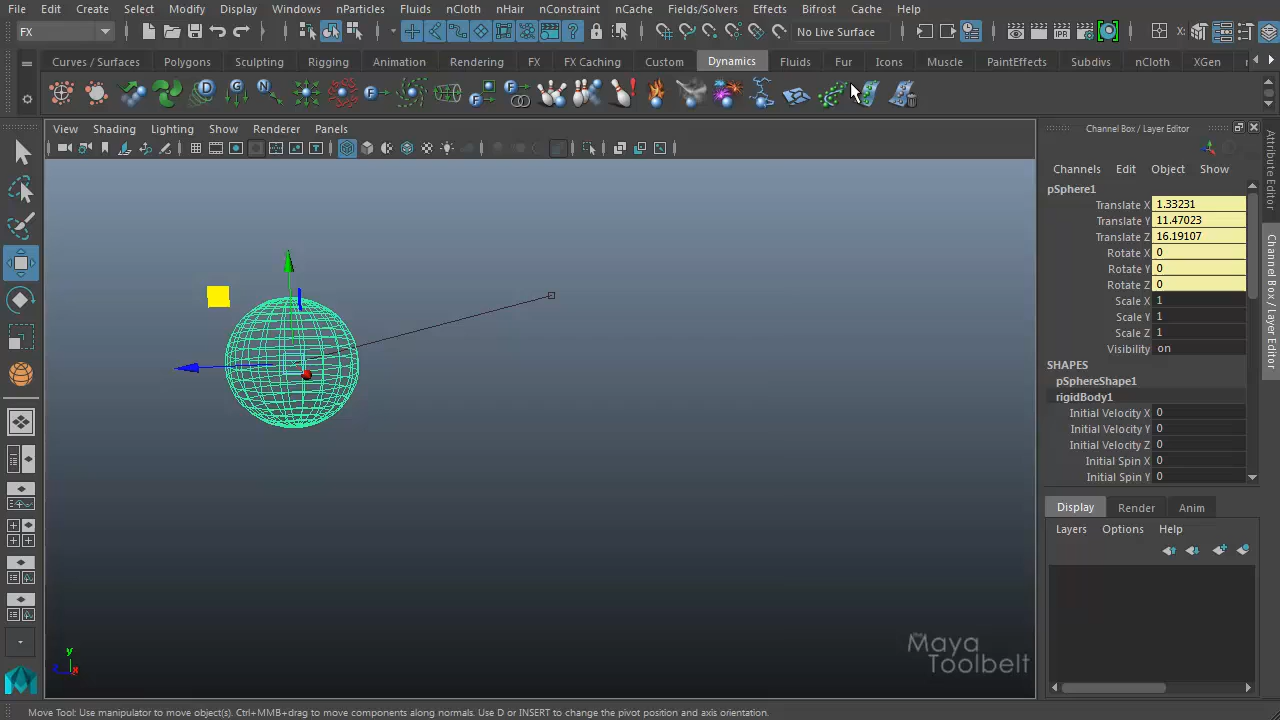 File Edit Create Select Modify Display Windows nParticles Fluids nCloth nHair nConstraint nCache Fields/Solvers Effects Bifrost Cache Help
FX No Live Surface X:
Curves / Surfaces Polygons Sculpting Rigging Animation Rendering FX FX Caching Custom Dynamics Fluids Fur Icons Muscle PaintEffects Subdivs nCloth XGen
View Shading Lighting Show Renderer Panels
Channel Box / Layer Editor
Channels Edit Object Show
pSphere1
Translate X 1.33231
Translate Y 11.47023
Translate Z 16.19107
Rotate X 0
Rotate Y 0
Rotate Z 0
Scale X 1
Scale Y 1
Scale Z 1
Visibility on
SHAPES
pSphereShape1
rigidBody1
Initial Velocity X 0
Initial Velocity Y 0
Initial Velocity Z 0
Initial Spin X 0
Initial Spin Y 0
Display Render Anim
Layers Options Help
Attribute Editor
Channel Box / Layer Editor
y
x
the
Maya
Toolbelt
Move Tool: Use manipulator to move object(s). Ctrl+MMB+drag to move components along normals. Use D or INSERT to change the pivot position and axis orientation.